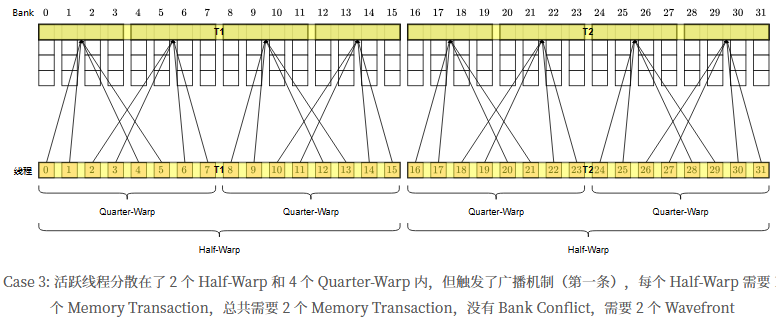 Bank 0 1 2 3 4 5 6 7 8 9 10 11 12 13 14 15 16 17 18 19 20 21 22 23 24 25 26 27 28 29 30 31
T1 T2
线程 0 1 2 3 4 5 6 7 T1 8 9 10 11 12 13 14 15 16 17 18 19 20 21 22 23 T2 24 25 26 27 28 29 30 31
Quarter-Warp Quarter-Warp Quarter-Warp Quarter-Warp
Half-Warp Half-Warp
Case 3: 活跃线程分散在了 2 个 Half-Warp 和 4 个 Quarter-Warp 内，但触发了广播机制（第一条），每个 Half-Warp 需要
个 Memory Transaction，总共需要 2 个 Memory Transaction，没有 Bank Conflict，需要 2 个 Wavefront